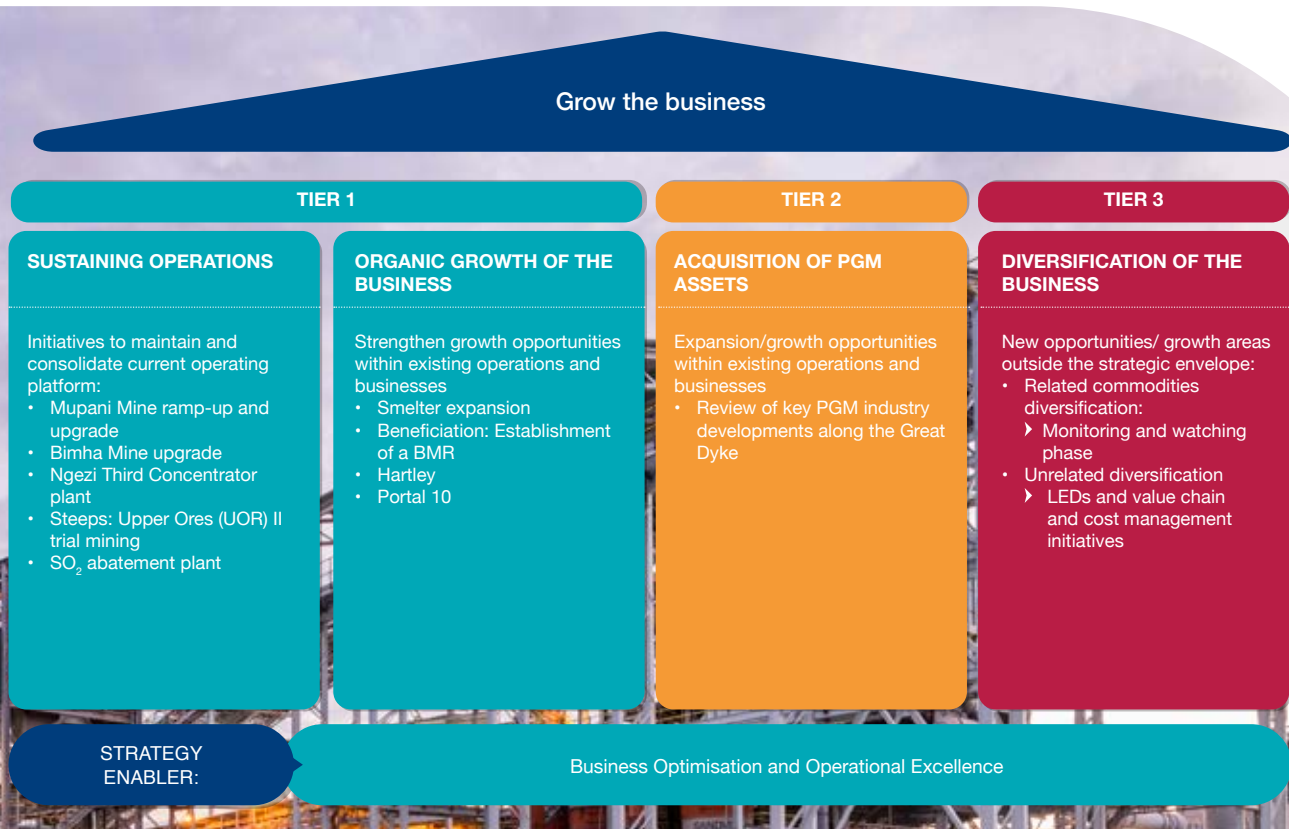 Grow the business
TIER 1
TIER 2
TIER 3
SUSTAINING OPERATIONS
Initiatives to maintain and
consolidate current operating
platform:
• Mupani Mine ramp-up and
upgrade
• Bimha Mine upgrade
• Ngezi Third Concentrator
plant
• Steeps: Upper Ores (UOR) II
trial mining
• SO₂ abatement plant
ORGANIC GROWTH OF THE
BUSINESS
Strengthen growth opportunities
within existing operations and
businesses
• Smelter expansion
• Beneficiation: Establishment
of a BMR
• Hartley
• Portal 10
ACQUISITION OF PGM
ASSETS
Expansion/growth opportunities
within existing operations and
businesses
• Review of key PGM industry
developments along the Great
Dyke
DIVERSIFICATION OF THE
BUSINESS
New opportunities/ growth areas
outside the strategic envelope:
• Related commodities
diversification:
Monitoring and watching
phase
• Unrelated diversification
LEDs and value chain
and cost management
initiatives
STRATEGY
ENABLER:
Business Optimisation and Operational Excellence